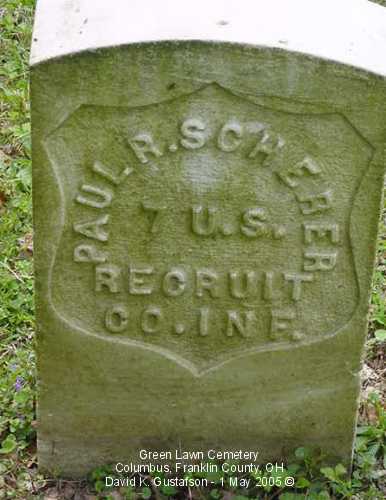 PAUL R. SCHERER
7 U.S.
RECRUIT
CO. INF.
Green Lawn Cemetery
Columbus, Franklin County, OH
David K. Gustafson - 1 May 2005 ©